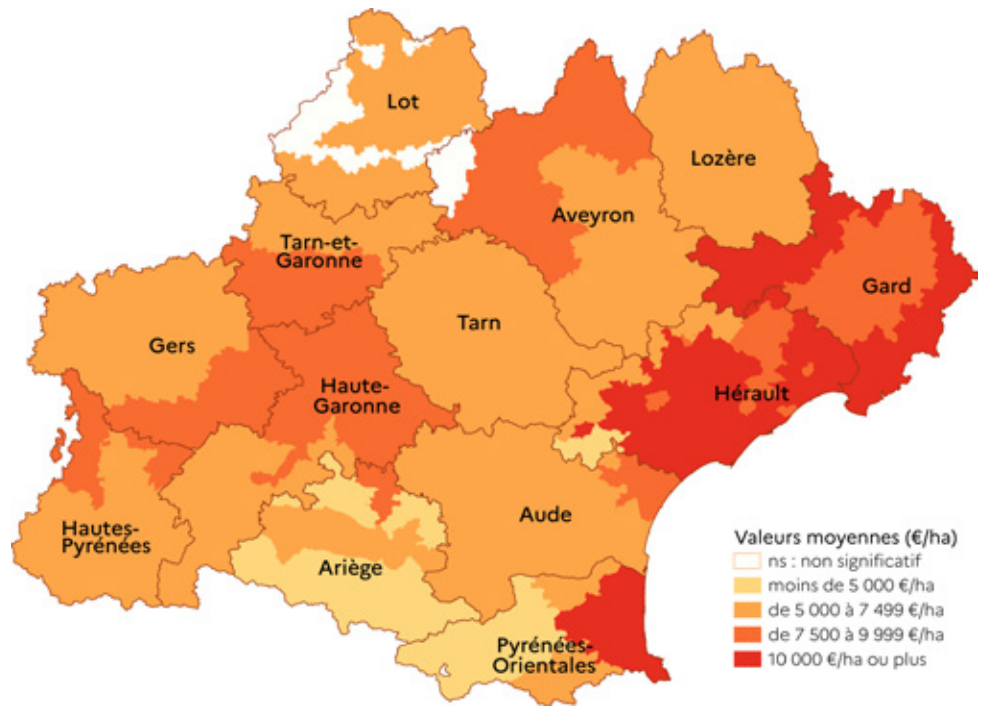 Lot
Lozère
Aveyron
Tarn-et-
Garonne
Gard
Tarn
Gers
Haute-
Garonne
Hérault
Aude
Hautes-
Pyrénées
Ariège
Pyrénées-
Orientales
Valeurs moyennes (€/ha)
ns : non significatif
moins de 5 000 €/ha
de 5 000 à 7 499 €/ha
de 7 500 à 9 999 €/ha
10 000 €/ha ou plus